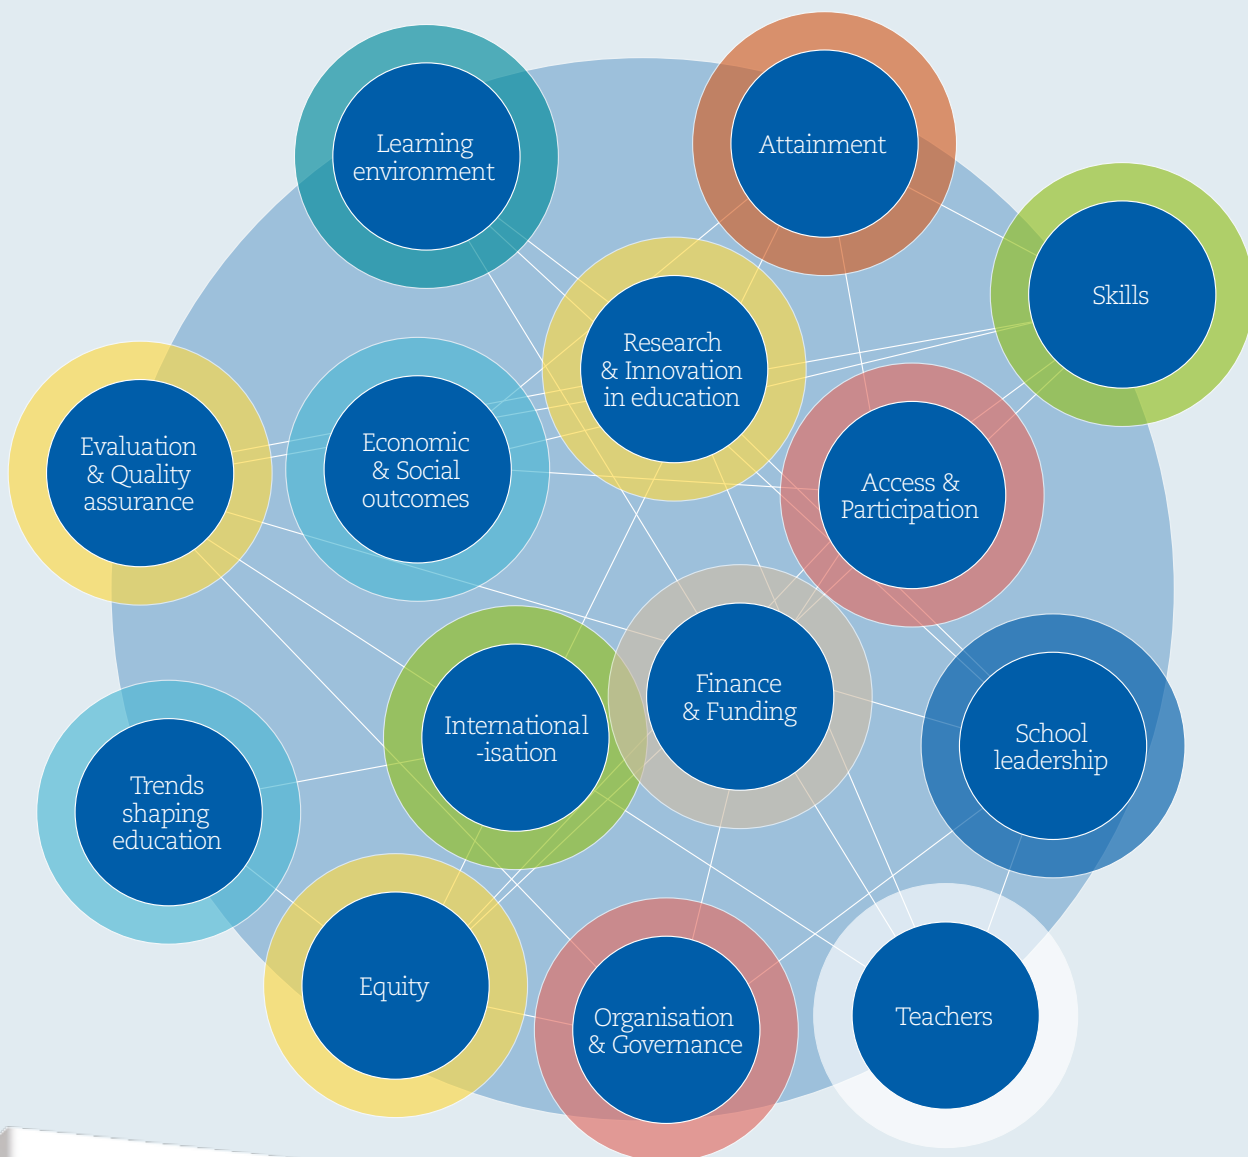 Learning
environment
Attainment
Skills
Research
& Innovation
in education
Evaluation
& Quality
assurance
Economic
& Social
outcomes
Access &
Participation
Finance
& Funding
International
-isation
School
leadership
Trends
shaping
education
Equity
Organisation
& Governance
Teachers